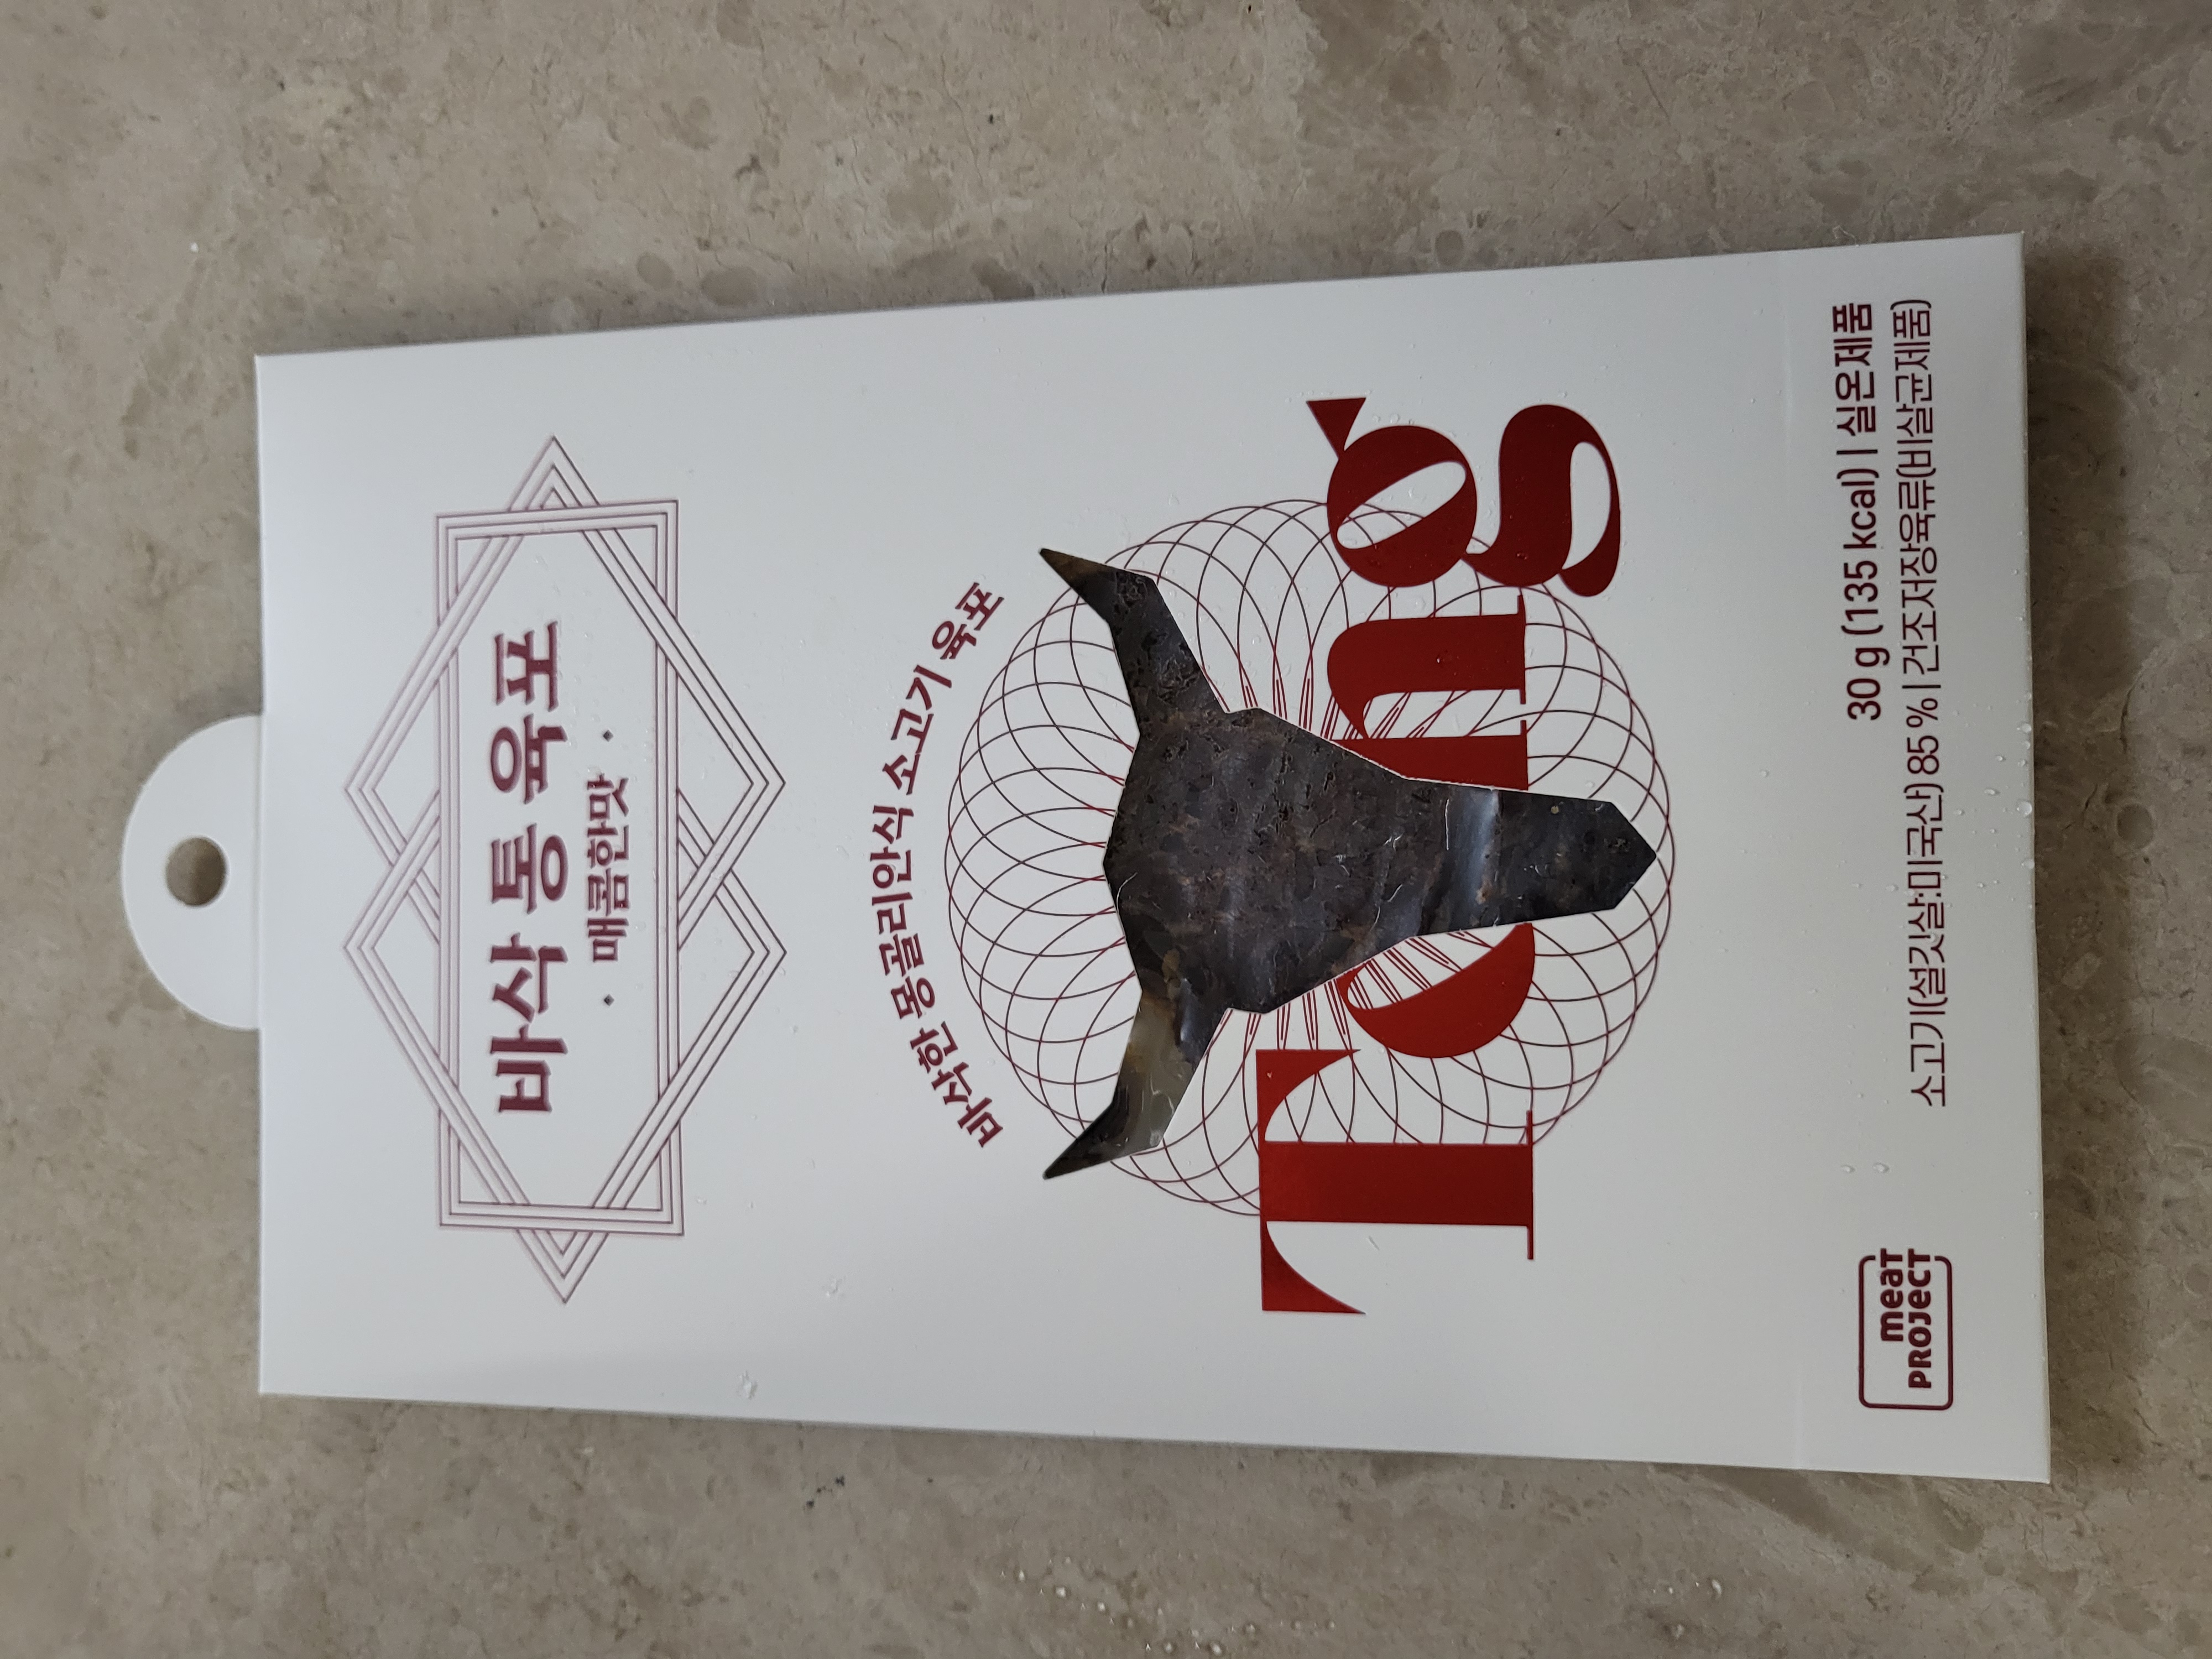 바삭 통 육포
· 매콤한맛 ·
바삭한 몽골리안식 소고기 육포
Tong
30 g (135 kcal) | 실온제품
소고기(설깃살:미국산) 85 % | 건조저장육류(비살균제품)
meaT
PROJECT